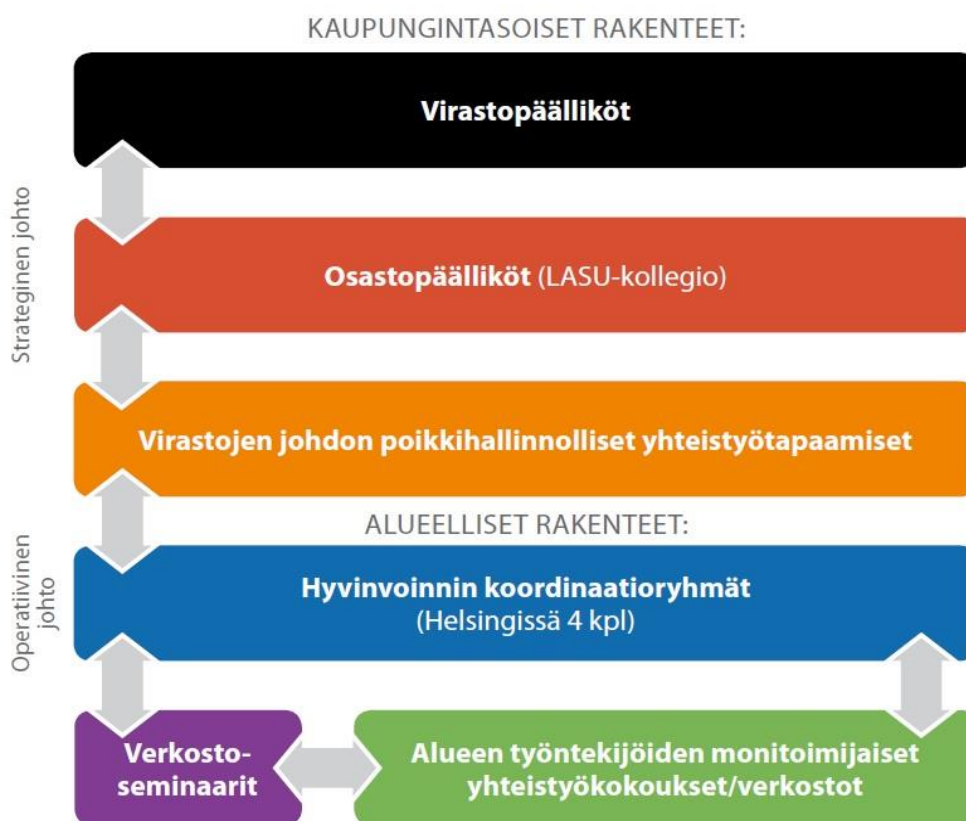 KAUPUNGINTASOISET RAKENTEET:
Virastopäälliköt
Strateginen johto
Osastopäälliköt (LASU-kollegio)
Virastojen johdon poikkihallinnolliset yhteistyötapaamiset
ALUEELLISET RAKENTEET:
Operatiivinen
johto
Hyvinvoinnin koordinaatioryhmät
(Helsingissä 4 kpl)
Verkosto-
seminaarit
Alueen työntekijöiden monitoimijaiset
yhteistyökokoukset/verkostot